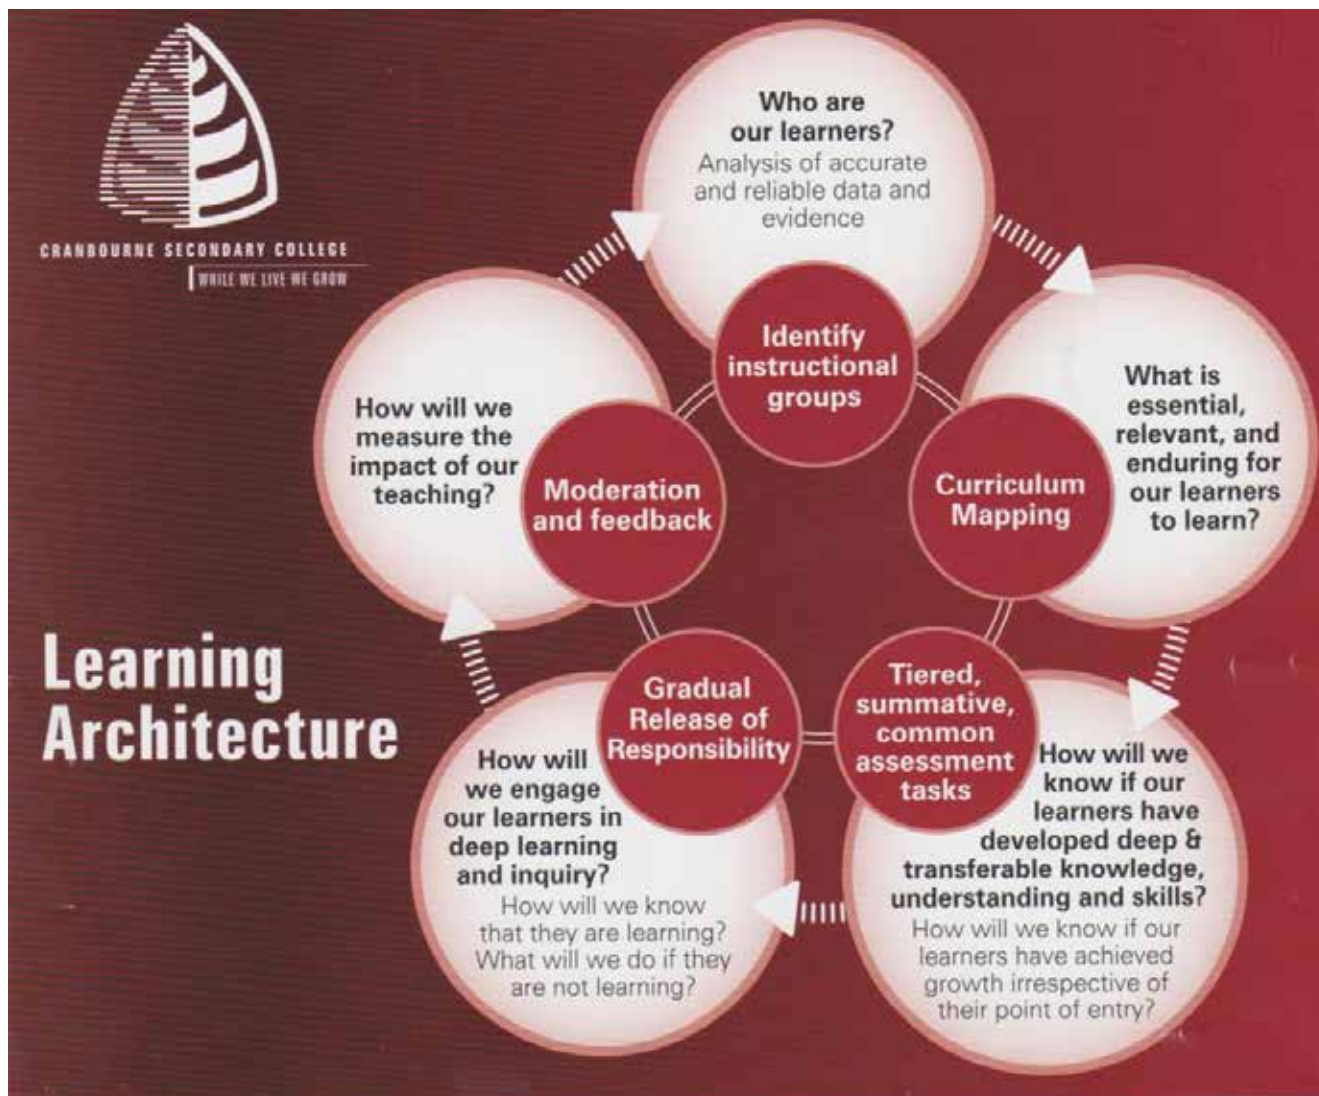 CRANBOURNE SECONDARY COLLEGE
WHILE WE LIVE WE GROW
Learning
Architecture
Who are
our learners?
Analysis of accurate
and reliable data and
evidence
Identify
instructional
groups
What is
essential,
relevant, and
enduring for
our learners
to learn?
Curriculum
Mapping
Tiered,
summative,
common
assessment
tasks
How will we
know if our
learners have
developed deep &
transferable knowledge,
understanding and skills?
How will we know if our
learners have achieved
growth irrespective of
their point of entry?
Gradual
Release of
Responsibility
How will
we engage
our learners in
deep learning
and inquiry?
How will we know
that they are learning?
What will we do if they
are not learning?
How will we
measure the
impact of our
teaching?
Moderation
and feedback